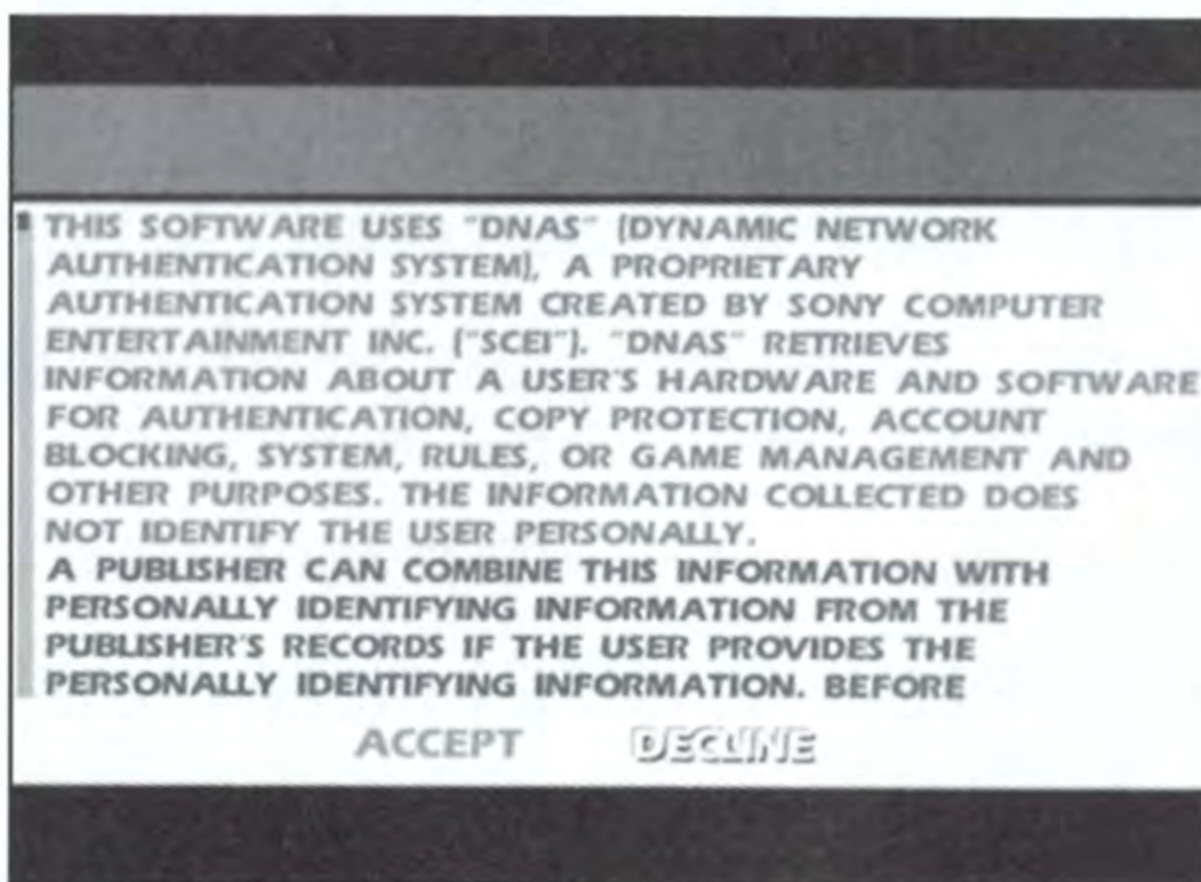 THIS SOFTWARE USES "DNAS" (DYNAMIC NETWORK
AUTHENTICATION SYSTEM), A PROPRIETARY
AUTHENTICATION SYSTEM CREATED BY SONY COMPUTER
ENTERTAINMENT INC. ("SCEI"). "DNAS" RETRIEVES
INFORMATION ABOUT A USER'S HARDWARE AND SOFTWARE
FOR AUTHENTICATION, COPY PROTECTION, ACCOUNT
BLOCKING, SYSTEM, RULES, OR GAME MANAGEMENT AND
OTHER PURPOSES. THE INFORMATION COLLECTED DOES
NOT IDENTIFY THE USER PERSONALLY.
A PUBLISHER CAN COMBINE THIS INFORMATION WITH
PERSONALLY IDENTIFYING INFORMATION FROM THE
PUBLISHER'S RECORDS IF THE USER PROVIDES THE
PERSONALLY IDENTIFYING INFORMATION. BEFORE
ACCEPT DECLINE